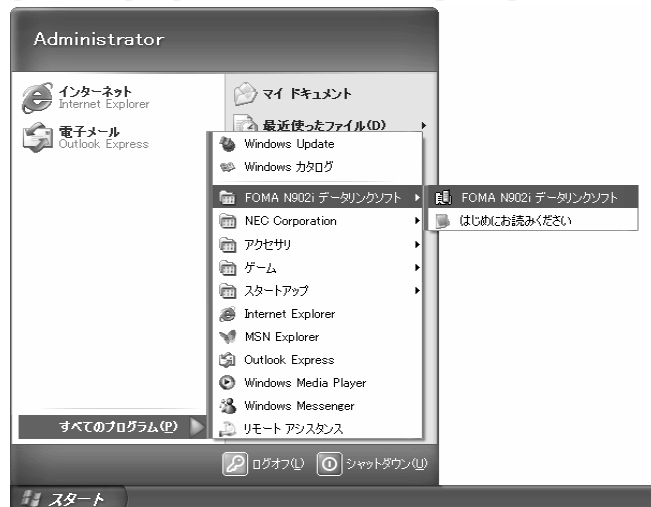 Administrator
インターネット
Internet Explorer
電子メール
Outlook Express
マイ ドキュメント
最近使ったファイル(D)
Windows Update
Windows カタログ
FOMA N902i データリンクソフト
NEC Corporation
アクセサリ
ゲーム
スタートアップ
Internet Explorer
MSN Explorer
Outlook Express
Windows Media Player
Windows Messenger
リモート アシスタンス
FOMA N902i データリンクソフト
はじめにお読みください
すべてのプログラム(P)
ログオフ(L)
シャットダウン(U)
スタート